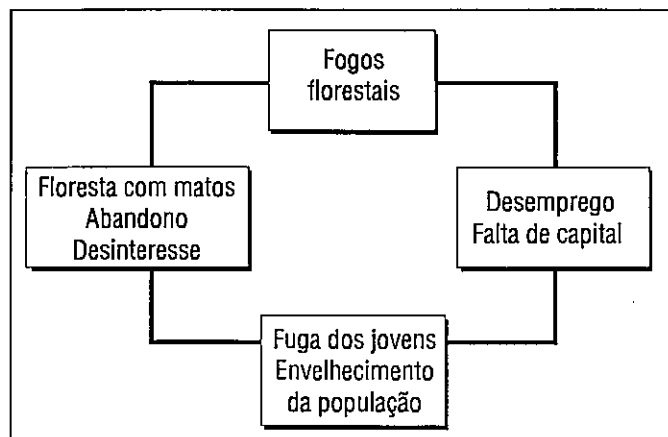 Fogos
florestais
Floresta com matos
Abandono
Desinteresse
Desemprego
Falta de capital
Fuga dos jovens
Envelhecimento
da população